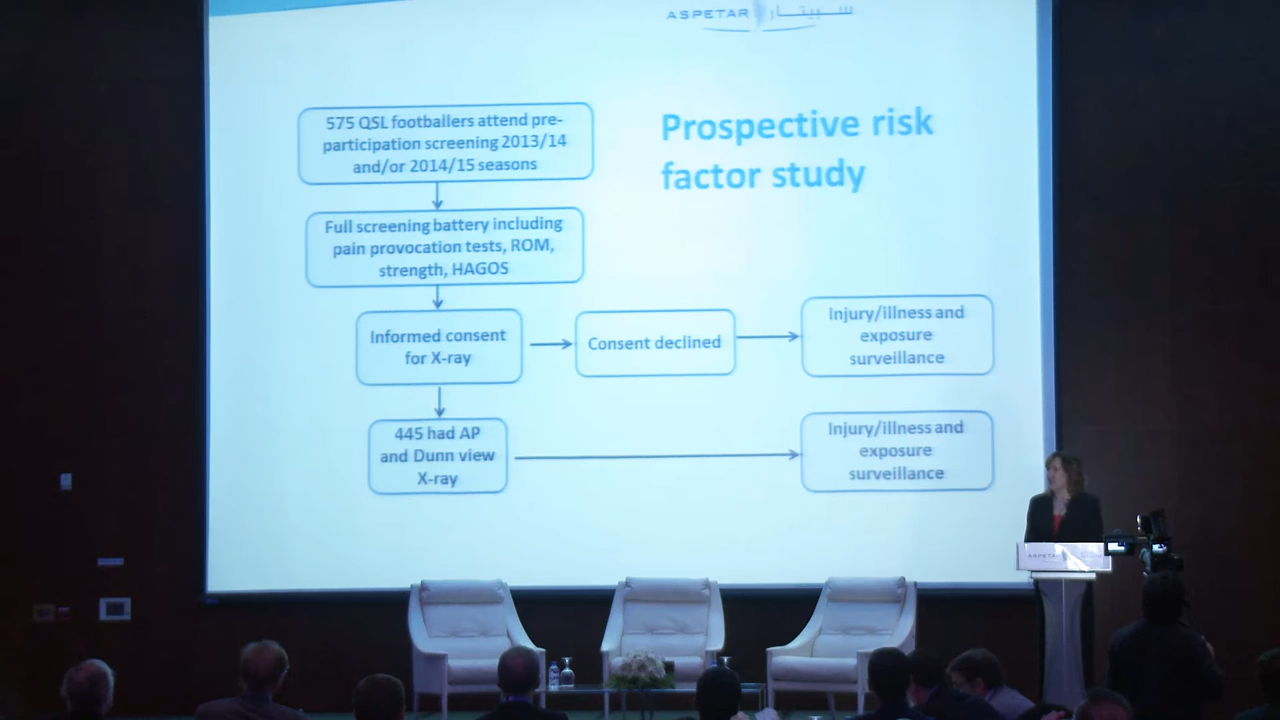 ASPETAR سبيتار
Prospective risk
factor study
575 QSL footballers attend pre-
participation screening 2013/14
and/or 2014/15 seasons
Full screening battery including
pain provocation tests, ROM,
strength, HAGOS
Informed consent
for X-ray
Consent declined
Injury/illness and
exposure
surveillance
445 had AP
and Dunn view
X-ray
Injury/illness and
exposure
surveillance
ASPETAR